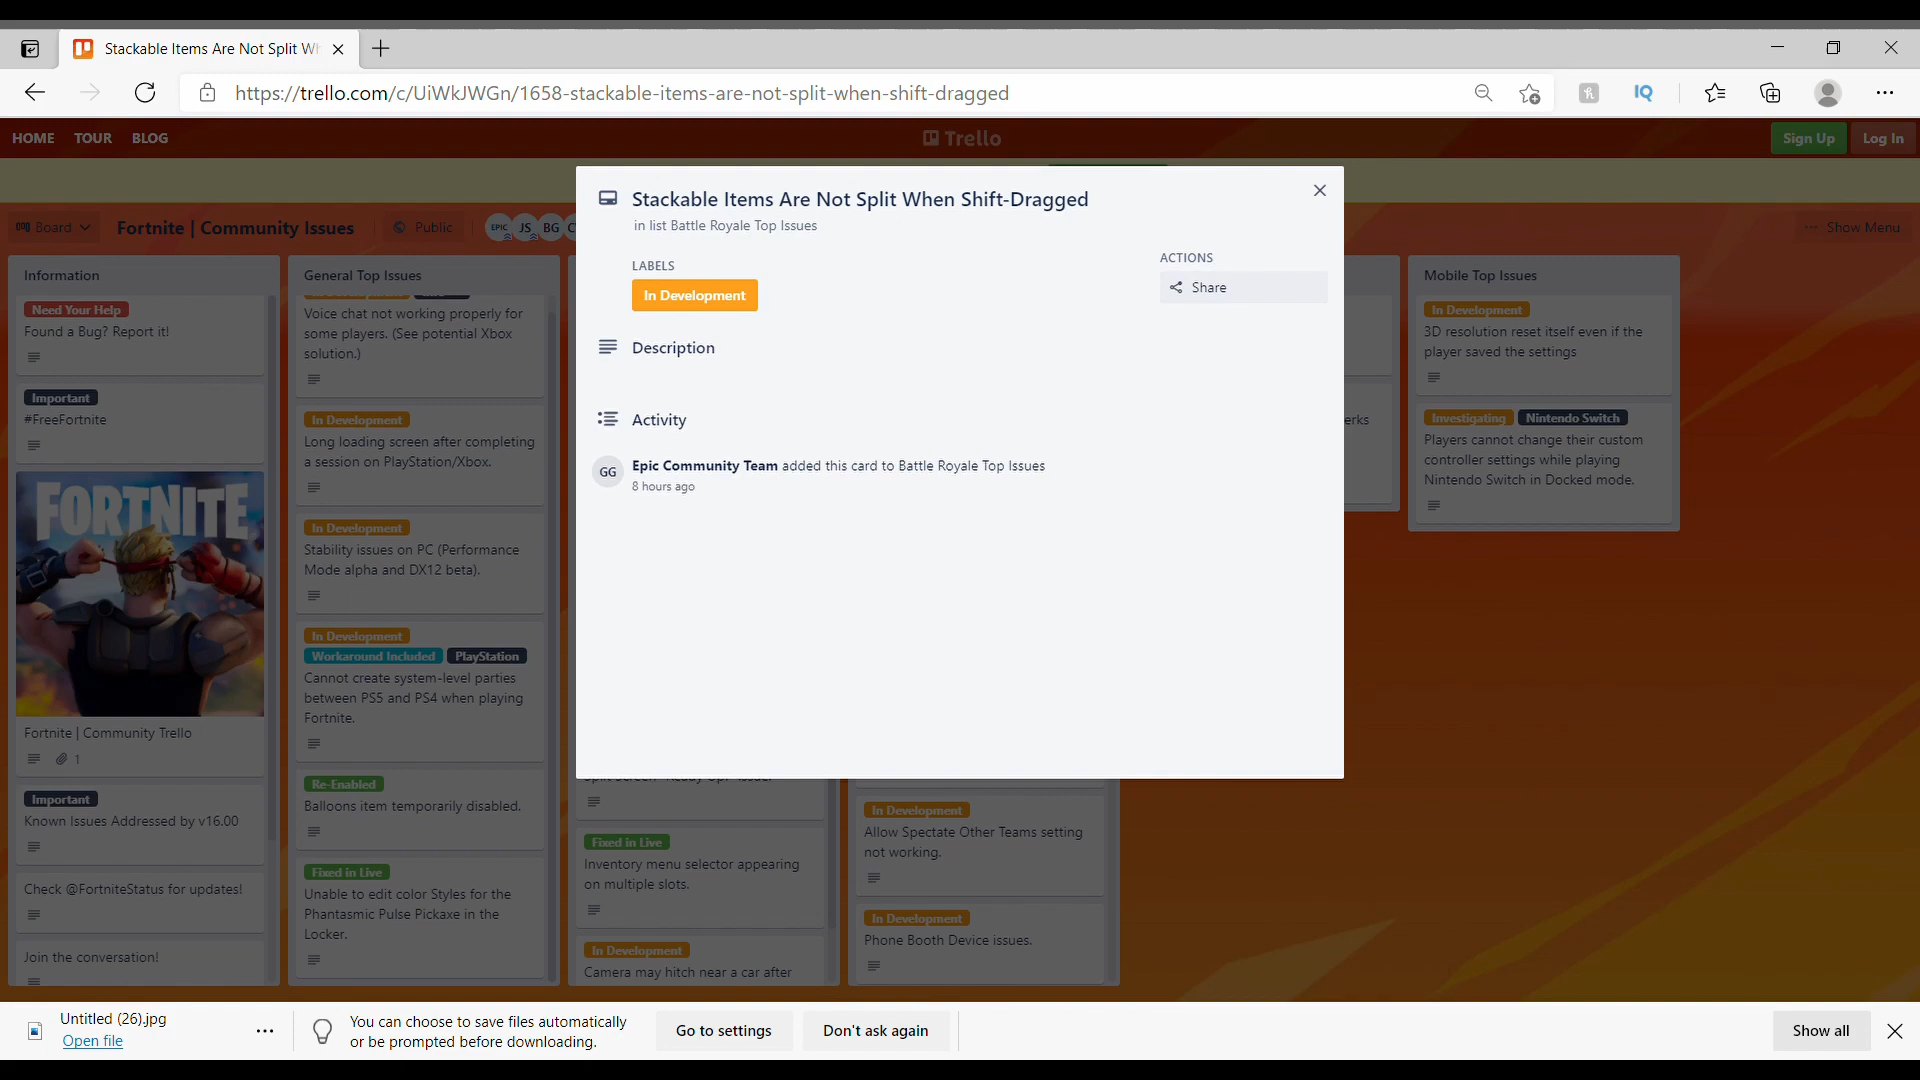 Stackable Items Are Not Split Wh
https://trello.com/c/UiWkJWGn/1658-stackable-items-are-not-split-when-shift-dragged
IQ
HOME TOUR BLOG
Trello
Sign Up Log In
Board
Fortnite | Community Issues
Public
EPIC JS BG
Show Menu
Information
Need Your Help
Found a Bug? Report it!
Important
#FreeFortnite
FORTNITE
Fortnite | Community Trello
1
Important
Known Issues Addressed by v16.00
Check @FortniteStatus for updates!
Join the conversation!
General Top Issues
Voice chat not working properly for
some players. (See potential Xbox
solution.)
In Development
Long loading screen after completing
a session on PlayStation/Xbox.
In Development
Stability issues on PC (Performance
Mode alpha and DX12 beta).
In Development
Workaround Included PlayStation
Cannot create system-level parties
between PS5 and PS4 when playing
Fortnite.
Re-Enabled
Balloons item temporarily disabled.
Fixed in Live
Unable to edit color Styles for the
Phantasmic Pulse Pickaxe in the
Locker.
Stackable Items Are Not Split When Shift-Dragged
in list Battle Royale Top Issues
LABELS
In Development
ACTIONS
Share
Description
Activity
GG
Epic Community Team added this card to Battle Royale Top Issues
8 hours ago
Fixed in Live
Inventory menu selector appearing
on multiple slots.
In Development
Camera may hitch near a car after
In Development
Allow Spectate Other Teams setting
not working.
In Development
Phone Booth Device issues.
erks
Mobile Top Issues
In Development
3D resolution reset itself even if the
player saved the settings
Investigating Nintendo Switch
Players cannot change their custom
controller settings while playing
Nintendo Switch in Docked mode.
Untitled (26).jpg
Open file
You can choose to save files automatically
or be prompted before downloading.
Go to settings
Don't ask again
Show all